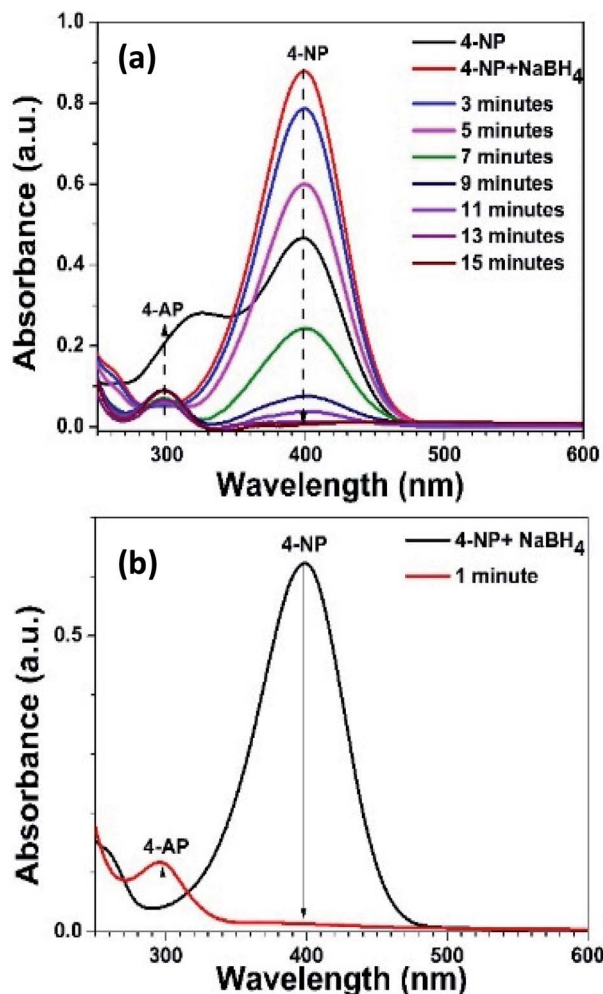 (a)
4-NP
4-AP
4-NP
4-NP+NaBH4
3 minutes
5 minutes
7 minutes
9 minutes
11 minutes
13 minutes
15 minutes
1.0
0.8
0.6
0.4
0.2
0.0
Absorbance (a.u.)
300 400 500 600
Wavelength (nm)
(b)
4-NP
4-AP
4-NP+ NaBH4
1 minute
0.5
0.0
Absorbance (a.u.)
300 400 500 600
Wavelength (nm)